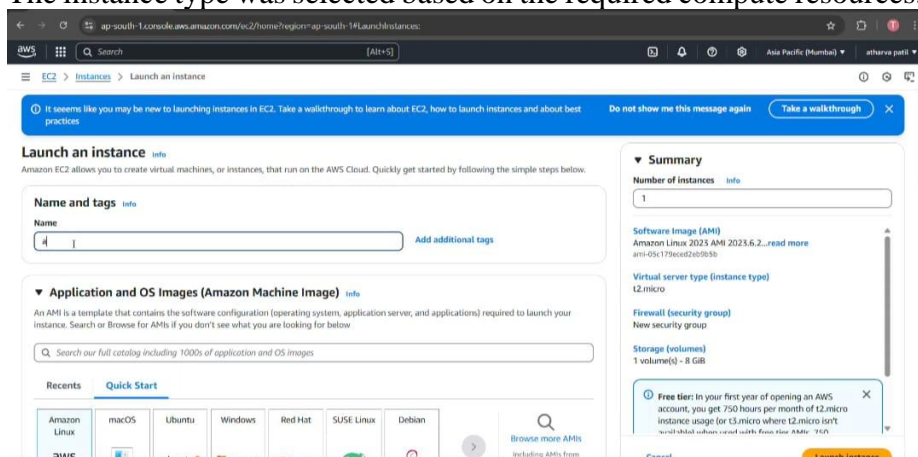 The instance type was selected based on the required compute resources.
ap-south-1.console.aws.amazon.com/ec2/home?region=ap-south-1#LaunchInstances:
aws
Search
[Alt+S]
Asia Pacific (Mumbai) ▼
atharva patil ▼
EC2 > Instances > Launch an instance
It seeems like you may be new to launching instances in EC2. Take a walkthrough to learn about EC2, how to launch instances and about best
practices
Do not show me this message again
Take a walkthrough
Launch an instance Info
Amazon EC2 allows you to create virtual machines, or instances, that run on the AWS Cloud. Quickly get started by following the simple steps below.
Name and tags Info
Name
a
Add additional tags
▼ Application and OS Images (Amazon Machine Image) Info
An AMI is a template that contains the software configuration (operating system, application server, and applications) required to launch your
instance. Search or Browse for AMIs if you don't see what you are looking for below
Search our full catalog including 1000s of application and OS images
Recents
Quick Start
Amazon
Linux
macOS
Ubuntu
Windows
Red Hat
SUSE Linux
Debian
aws
Browse more AMIs
Including AMIs from
▼ Summary
Number of instances Info
1
Software Image (AMI)
Amazon Linux 2023 AMI 2023.6.2...read more
ami-05c179eced2eb9b5b
Virtual server type (instance type)
t2.micro
Firewall (security group)
New security group
Storage (volumes)
1 volume(s) - 8 GiB
Free tier: In your first year of opening an AWS
account, you get 750 hours per month of t2.micro
instance usage (or t3.micro where t2.micro isn't
available) when used with free tier AMIs, 750
Cancel
Launch instance